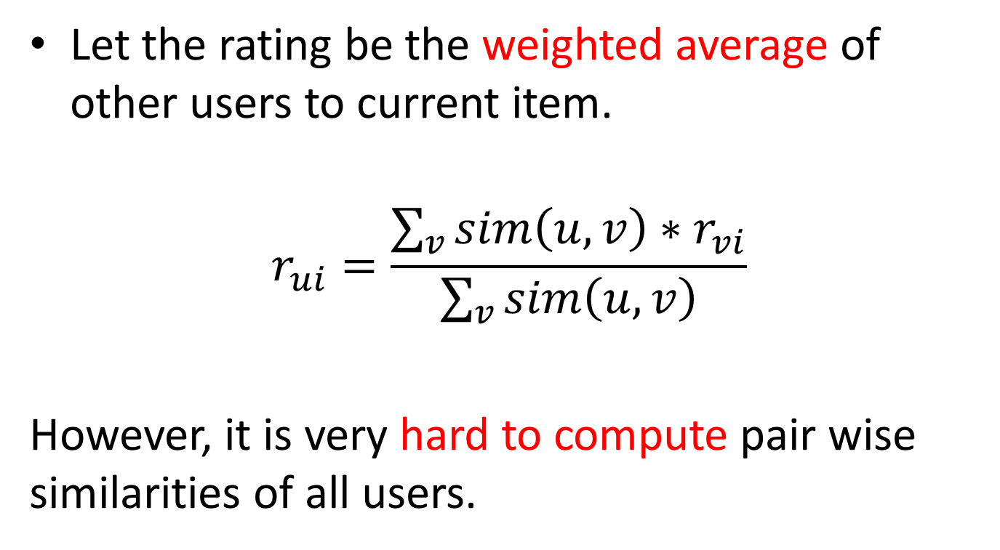 • Let the rating be the weighted average of
other users to current item.
r_{ui} = \frac{\sum_v sim(u, v) * r_{vi}}{\sum_v sim(u, v)}
However, it is very hard to compute pair wise
similarities of all users.